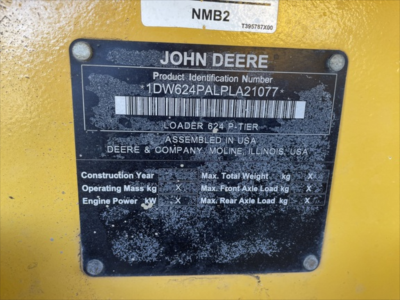 NMB2
T395787X00
JOHN DEERE
Product Identification Number
*1DW624PALPLA21077*
LOADER 624 P-TIER
ASSEMBLED IN USA
DEERE & COMPANY MOLINE, ILLINOIS, USA
Construction Year Max. Total Weight kg X
Operating Mass kg X Max. Front Axle Load kg X
Engine Power kW X Max. Rear Axle Load kg X